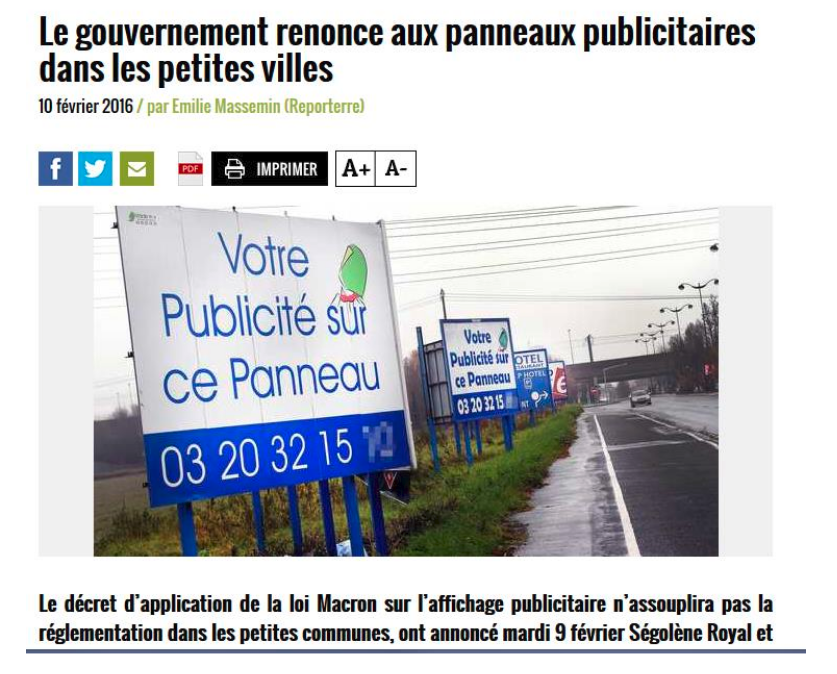 Le gouvernement renonce aux panneaux publicitaires
dans les petites villes
10 février 2016 / par Emilie Massemin (Reporterre)
f
PDF
IMPRIMER
A+
A-
Votre
Publicité sur
ce Panneau
03 20 32 15
Votre
Publicité sur
ce Panneau
03 20 32 15
OTEL
P HOTEL
Le décret d'application de la loi Macron sur l'affichage publicitaire n'assouplira pas la
réglementation dans les petites communes, ont annoncé mardi 9 février Ségolène Royal et